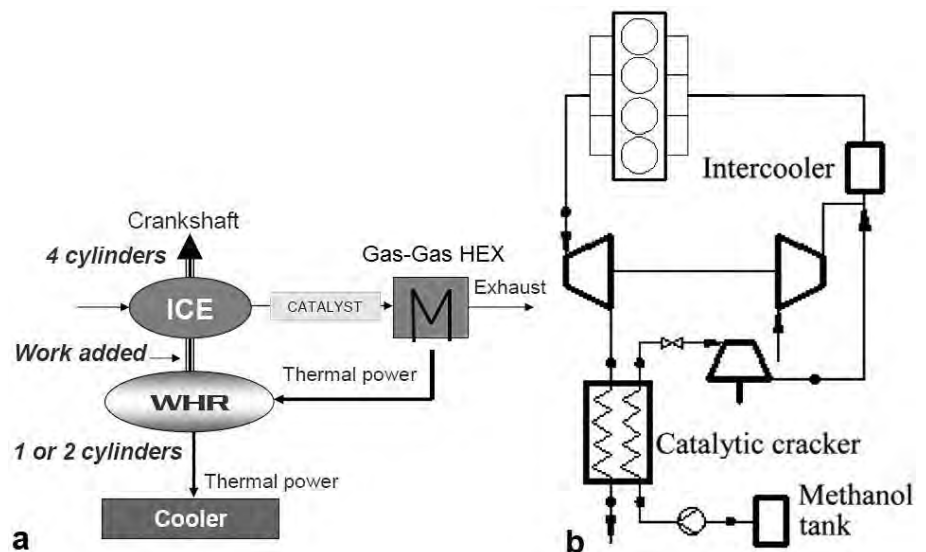 Crankshaft
4 cylinders
Gas-Gas HEX
ICE
CATALYST
Exhaust
Work added
Thermal power
WHR
1 or 2 cylinders
Thermal power
Cooler
a
Intercooler
Catalytic cracker
Methanol
tank
b